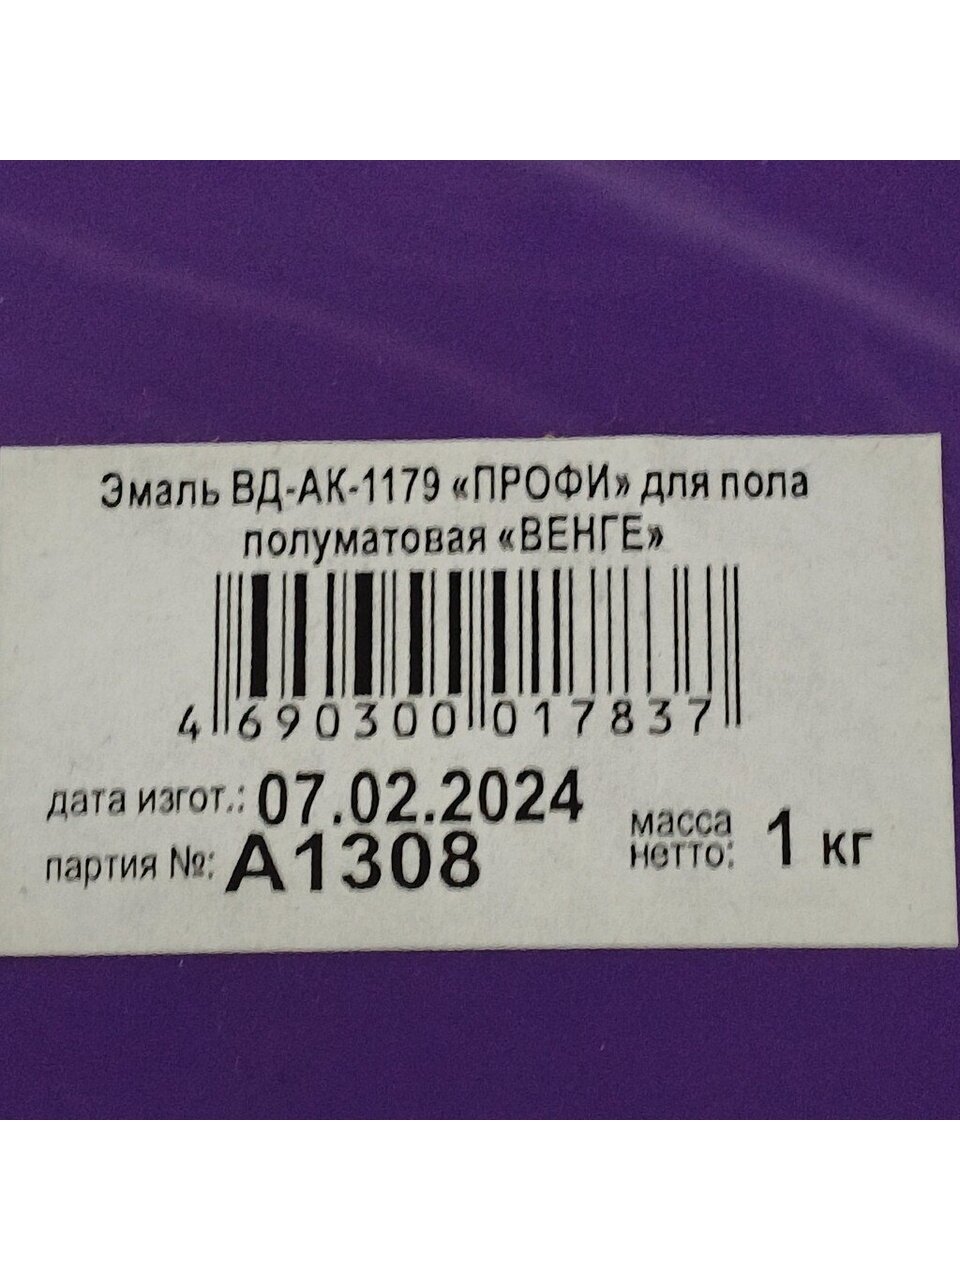 Эмаль ВД-АК-1179 «ПРОФИ» для пола
полуматовая «ВЕНГЕ»
4 690300 017837
дата изгот.: 07.02.2024
партия №: А1308
масса
нетто: 1 кг